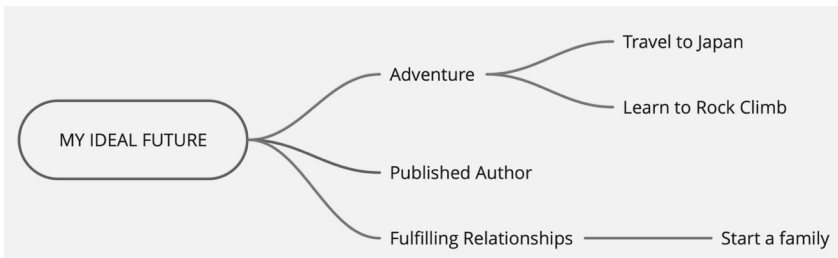 MY IDEAL FUTURE
Adventure
Travel to Japan
Learn to Rock Climb
Published Author
Fulfilling Relationships
Start a family